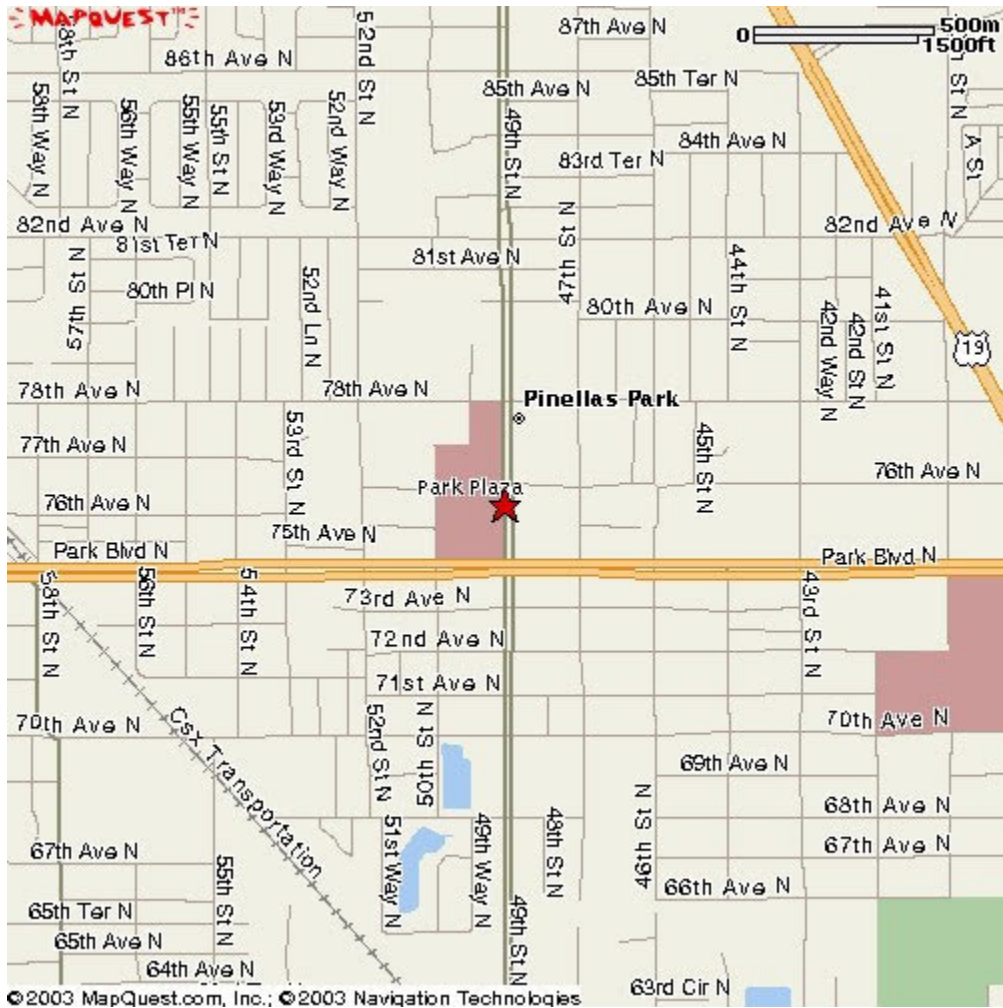 MAPQUEST
52nd St N
87th Ave N
0
500m
1500ft
86th Ave N
85th Ave N
85th Ter N
58th Way N
56th Way N
55th Way N
55th St N
53rd Way N
52nd Way N
49th St N
84th Ave N
83rd Ter N
A St
82nd Ave N
82nd Ave N
81st Ter N
81st Ave N
57th St N
80th Pl N
52nd Ln N
47th St N
80th Ave N
44th St N
42nd Way N
42nd St N
41st St N
19
78th Ave N
78th Ave N
Pinellas Park
77th Ave N
53rd St N
45th St N
76th Ave N
76th Ave N
Park Plaza
75th Ave N
Park Blvd N
Park Blvd N
58th St N
56th St N
54th St N
73rd Ave N
43rd St N
72nd Ave N
71st Ave N
70th Ave N
70th Ave N
Csx Transportation
52nd St N
50th St N
69th Ave N
68th Ave N
67th Ave N
67th Ave N
51st Way N
49th Way N
48th St N
46th St N
66th Ave N
65th Ter N
55th St N
49th St N
65th Ave N
64th Ave N
63rd Cir N
©2003 MapQuest.com, Inc.; ©2003 Navigation Technologies